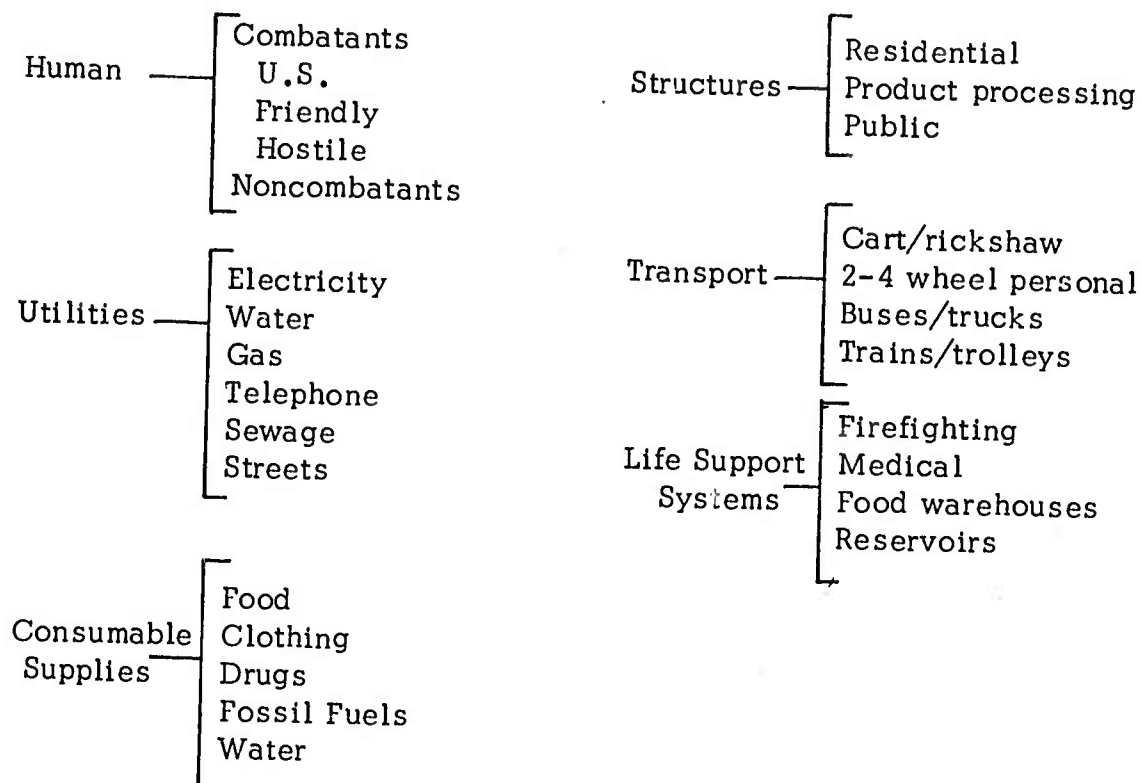 Human
Combatants
U.S.
Friendly
Hostile
Noncombatants
Utilities
Electricity
Water
Gas
Telephone
Sewage
Streets
Consumable
Supplies
Food
Clothing
Drugs
Fossil Fuels
Water
Structures
Residential
Product processing
Public
Transport
Cart/rickshaw
2-4 wheel personal
Buses/trucks
Trains/trolleys
Life Support
Systems
Firefighting
Medical
Food warehouses
Reservoirs